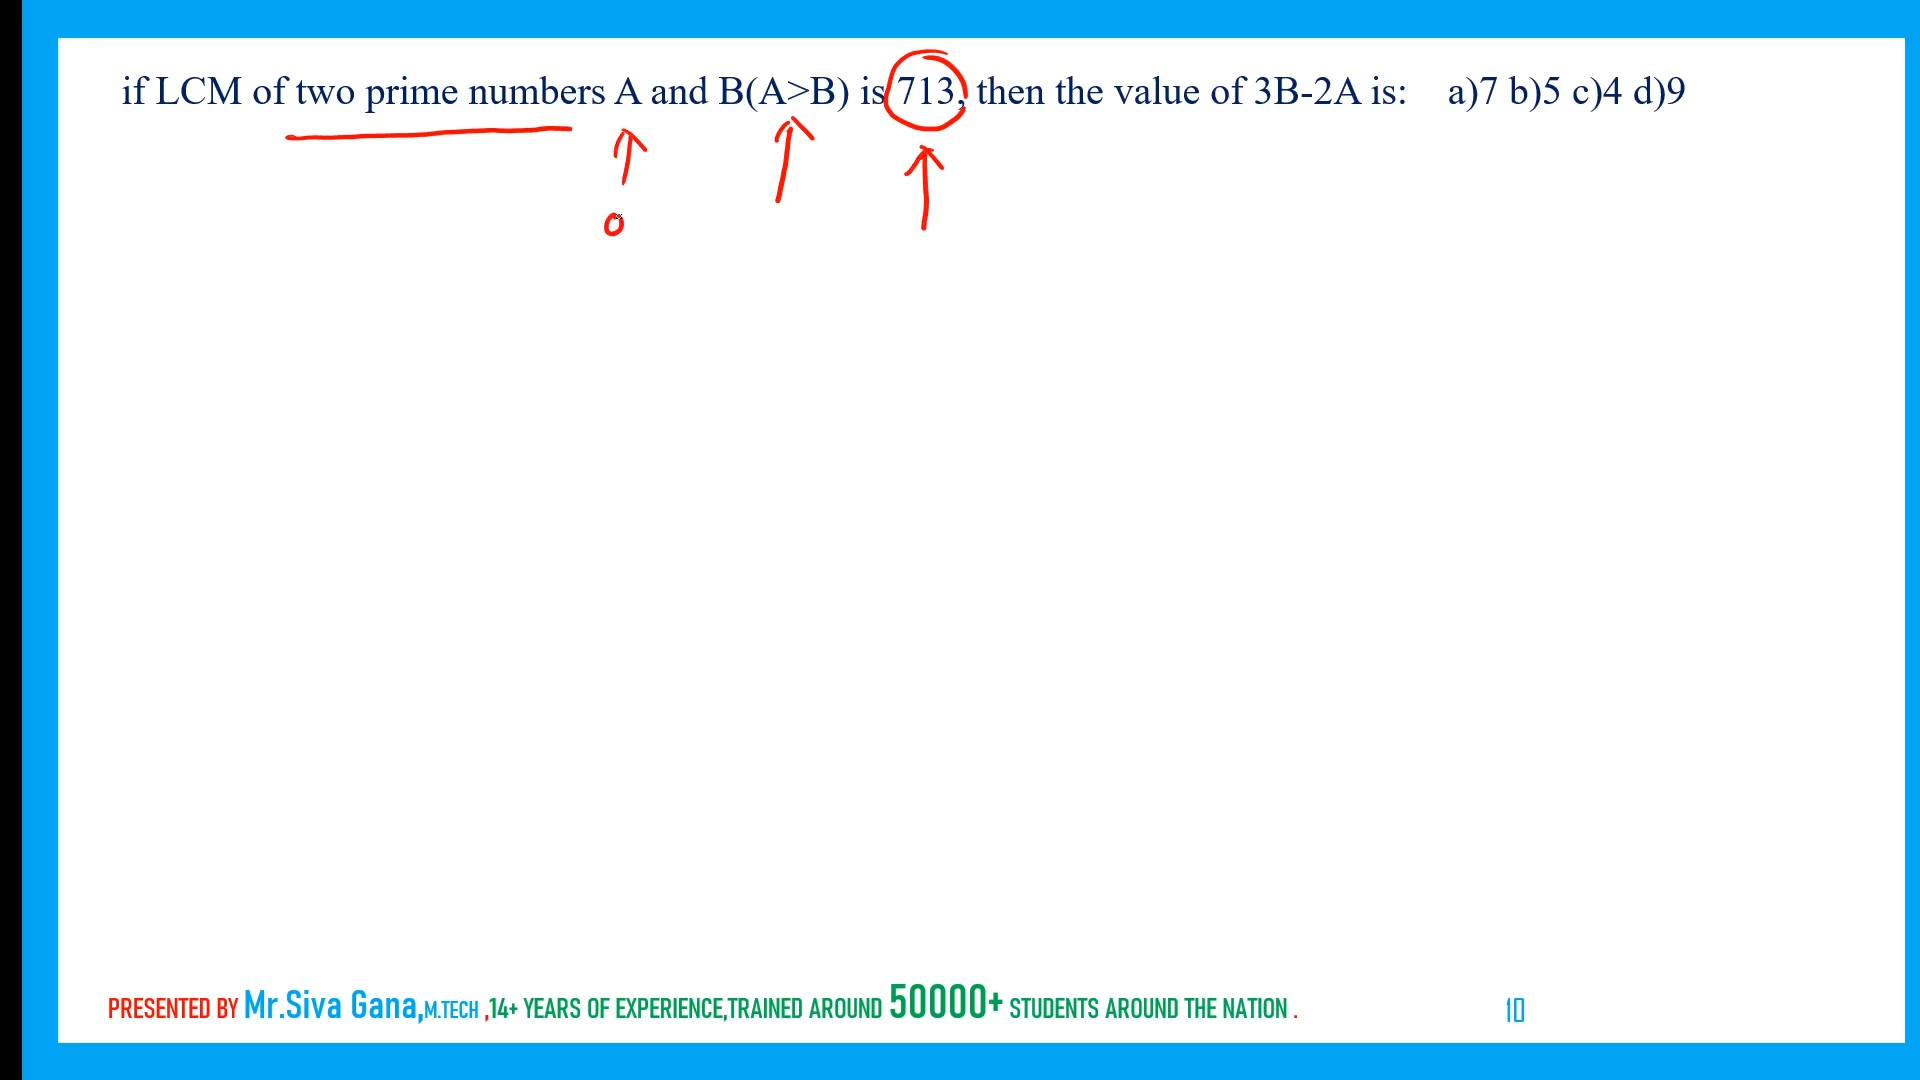 if LCM of two prime numbers A and B(A>B) is 713, then the value of 3B-2A is: a)7 b)5 c)4 d)9
PRESENTED BY Mr.Siva Gana,M.TECH ,14+ YEARS OF EXPERIENCE,TRAINED AROUND 50000+ STUDENTS AROUND THE NATION . 10